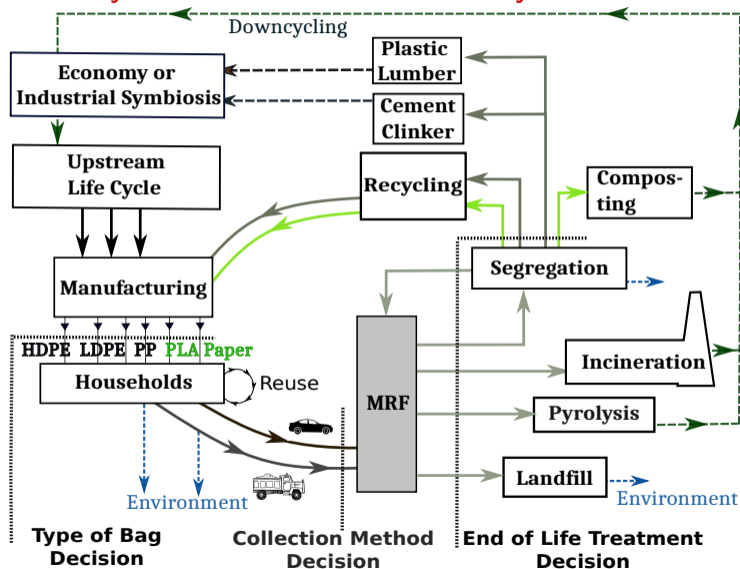 Downcycling
Plastic
Lumber
Economy or
Industrial Symbiosis
Cement
Clinker
Upstream
Life Cycle
Recycling
Compos-
ting
Segregation
Manufacturing
HDPE LDPE PP PLA Paper
Households
Reuse
MRF
Incineration
Pyrolysis
Landfill
Environment
Environment
Type of Bag
Decision
Collection Method
Decision
End of Life Treatment
Decision